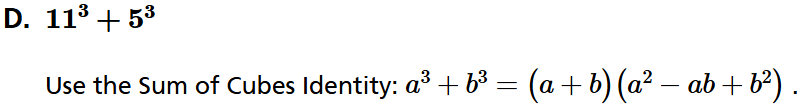 D. 11³ + 5³
Use the Sum of Cubes Identity: a³ + b³ = (a + b)(a² − ab + b²) .